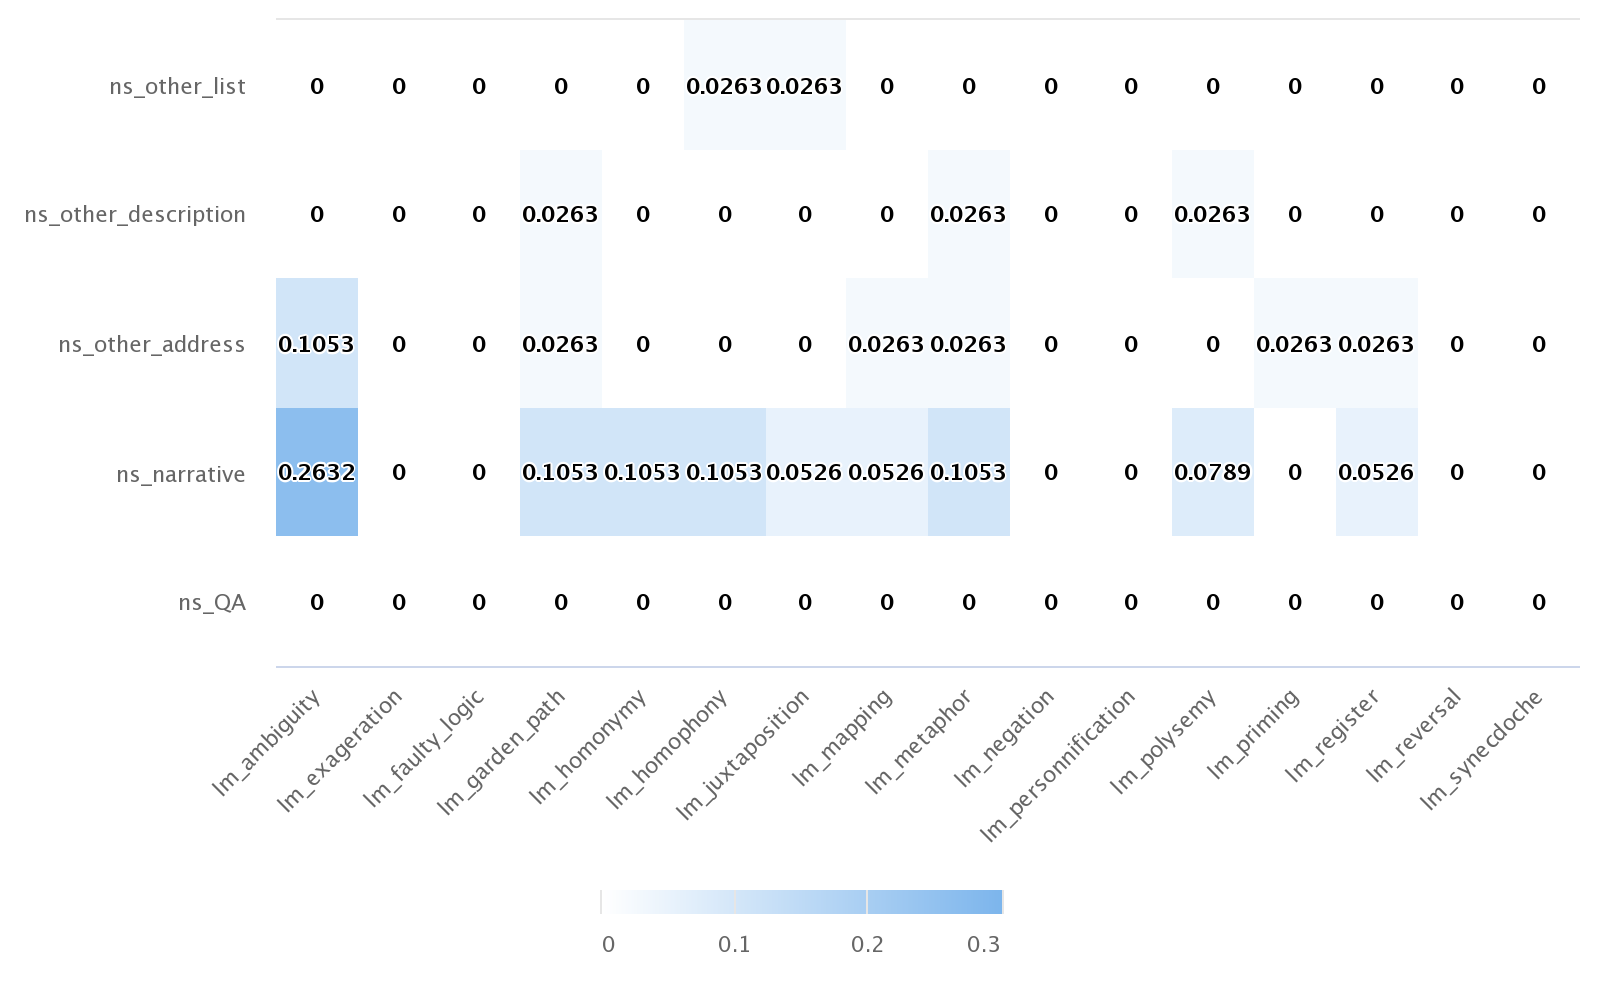 ns_other_list 0 0 0 0 0 0.0263 0.0263 0 0 0 0 0 0 0 0 0
ns_other_description 0 0 0 0.0263 0 0 0 0 0.0263 0 0 0.0263 0 0 0 0
ns_other_address 0.1053 0 0 0.0263 0 0 0 0.0263 0.0263 0 0 0 0.0263 0.0263 0 0
ns_narrative 0.2632 0 0 0.1053 0.1053 0.1053 0.0526 0.0526 0.1053 0 0 0.0789 0 0.0526 0 0
ns_QA 0 0 0 0 0 0 0 0 0 0 0 0 0 0 0 0
lm_ambiguity
lm_exageration
lm_faulty_logic
lm_garden_path
lm_homonymy
lm_homophony
lm_juxtaposition
lm_mapping
lm_metaphor
lm_negation
lm_personnification
lm_polysemy
lm_priming
lm_register
lm_reversal
lm_synecdoche
0 0.1 0.2 0.3